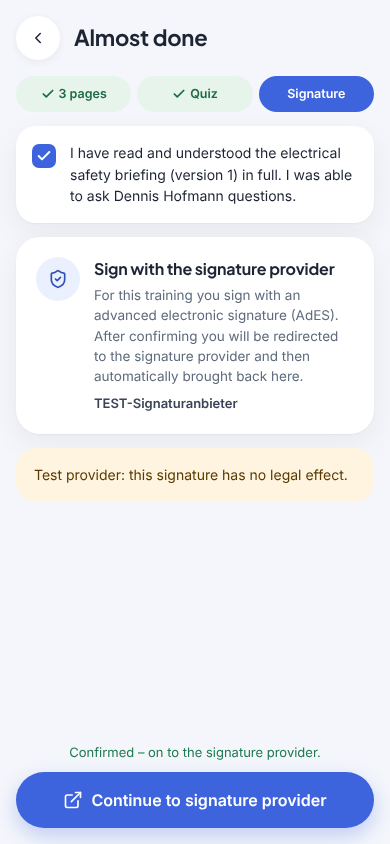 Almost done
3 pages
Quiz
Signature
I have read and understood the electrical
safety briefing (version 1) in full. I was able
to ask Dennis Hofmann questions.
Sign with the signature provider
For this training you sign with an
advanced electronic signature (AdES).
After confirming you will be redirected
to the signature provider and then
automatically brought back here.
TEST-Signaturanbieter
Test provider: this signature has no legal effect.
Confirmed – on to the signature provider.
Continue to signature provider